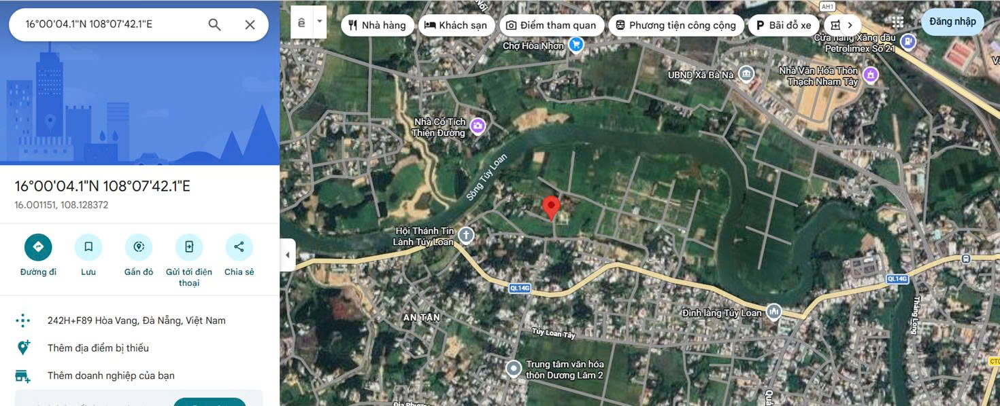 16°00'04.1"N 108°07'42.1"E
16°00'04.1"N 108°07'42.1"E
16.001151, 108.128372
Đường đi
Lưu
Gần đó
Gửi tới điện
thoại
Chia sẻ
242H+F89 Hòa Vang, Đà Nẵng, Việt Nam
Thêm địa điểm bị thiếu
Thêm doanh nghiệp của bạn
ê
Nhà hàng
Khách sạn
Điểm tham quan
Phương tiện công cộng
Bãi đỗ xe
Đăng nhập
AH1
Chợ Hòa Nhơn
Cửa hàng Xăng dầu
Petrolimex Số 21
UBND Xã Bà Nà
Nhà Văn Hóa Thôn
Thạch Nham Tây
Nhà Cổ Tích
Thiện Đường
Sông Túy Loan
Hội Thánh Tin
Lành Túy Loan
QL14G
QL14G
Đình làng Túy Loan
AN TÂN
Túy Loan Tây
Thăng Long
Trung tâm văn hóa
thôn Dương Lâm 2